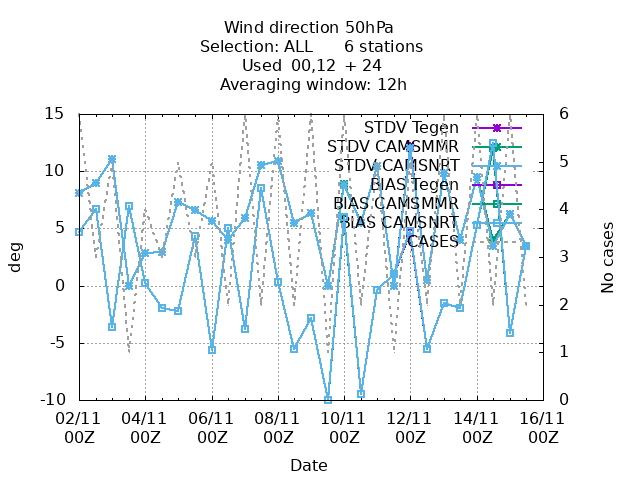 Wind direction 50hPa
Selection: ALL 6 stations
Used 00,12 + 24
Averaging window: 12h
15
10
5
0
-5
-10
deg
6
5
4
3
2
1
0
No cases
STDV Tegen
STDV CAMSMMR
STDV CAMSNRT
BIAS Tegen
BIAS CAMSMMR
BIAS CAMSNRT
CASES
02/11 04/11 06/11 08/11 10/11 12/11 14/11 16/11
00Z 00Z 00Z 00Z 00Z 00Z 00Z 00Z
Date